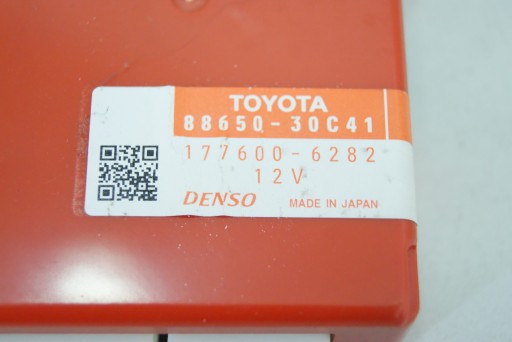 TOYOTA
88650-30C41
177600-6282
12V
DENSO MADE IN JAPAN